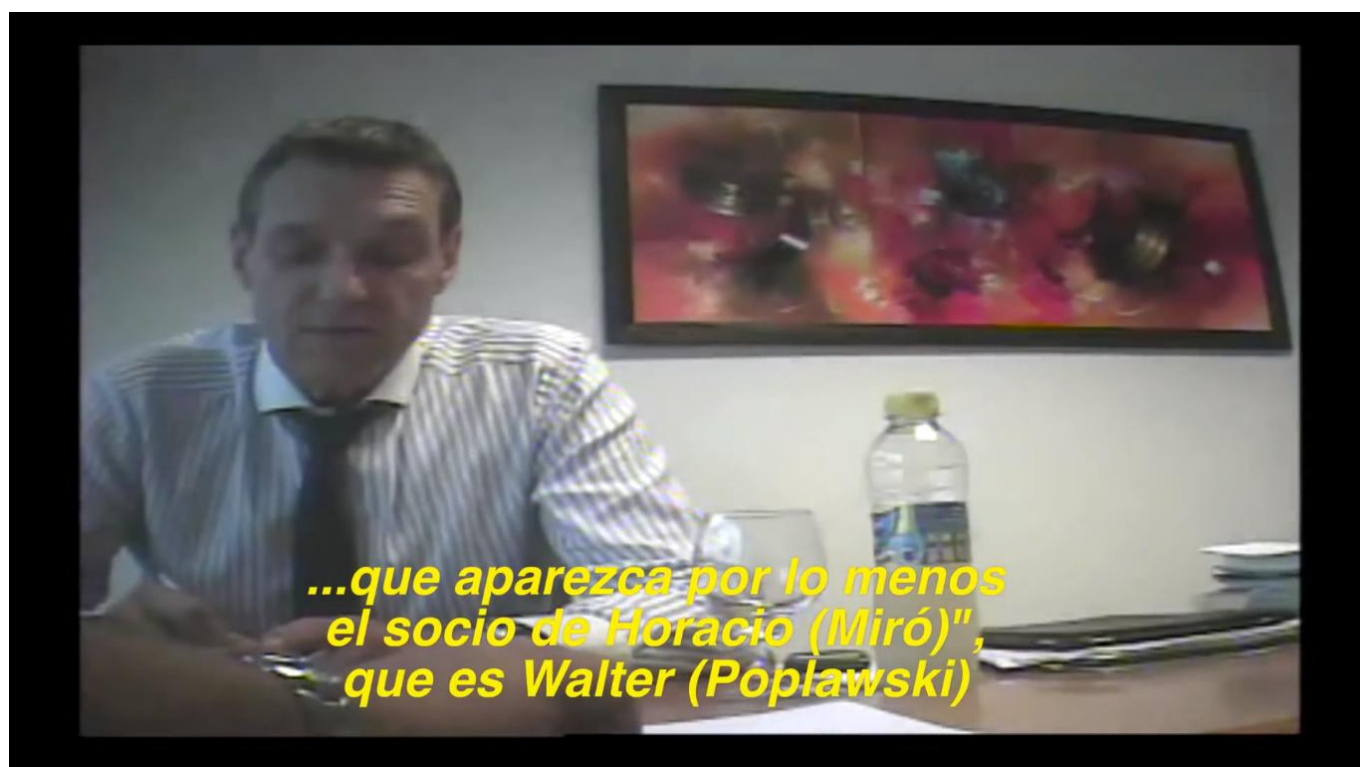 ...que aparezca por lo menos
el socio de Horacio (Miró)",
que es Walter (Poplawski)